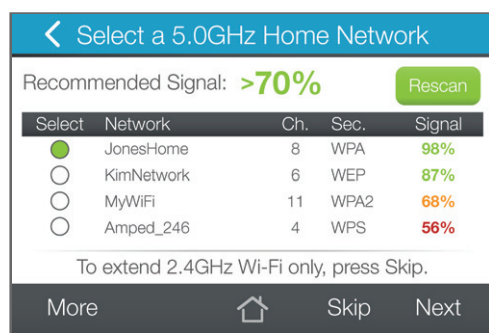 Select a 5.0GHz Home Network
Recommended Signal: >70% Rescan
Select Network Ch. Sec. Signal
JonesHome 8 WPA 98%
KimNetwork 6 WEP 87%
MyWiFi 11 WPA2 68%
Amped_246 4 WPS 56%
To extend 2.4GHz Wi-Fi only, press Skip.
More Skip Next